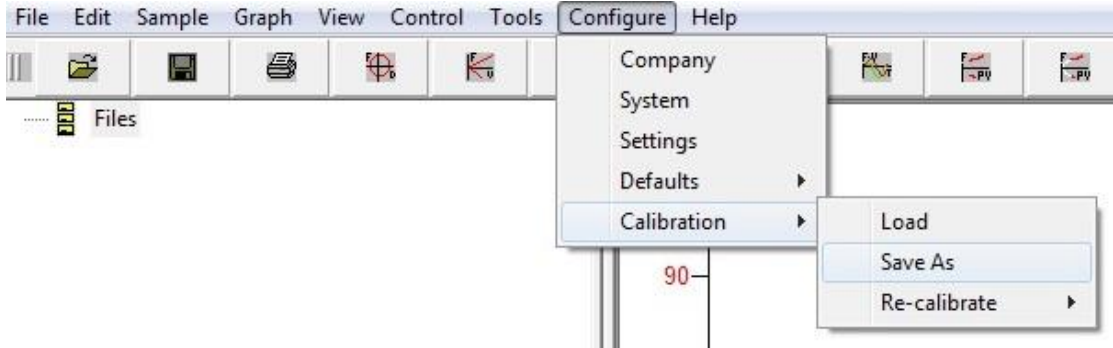 File Edit Sample Graph View Control Tools Configure Help
Files
Company
System
Settings
Defaults
Calibration
Load
Save As
Re-calibrate
90